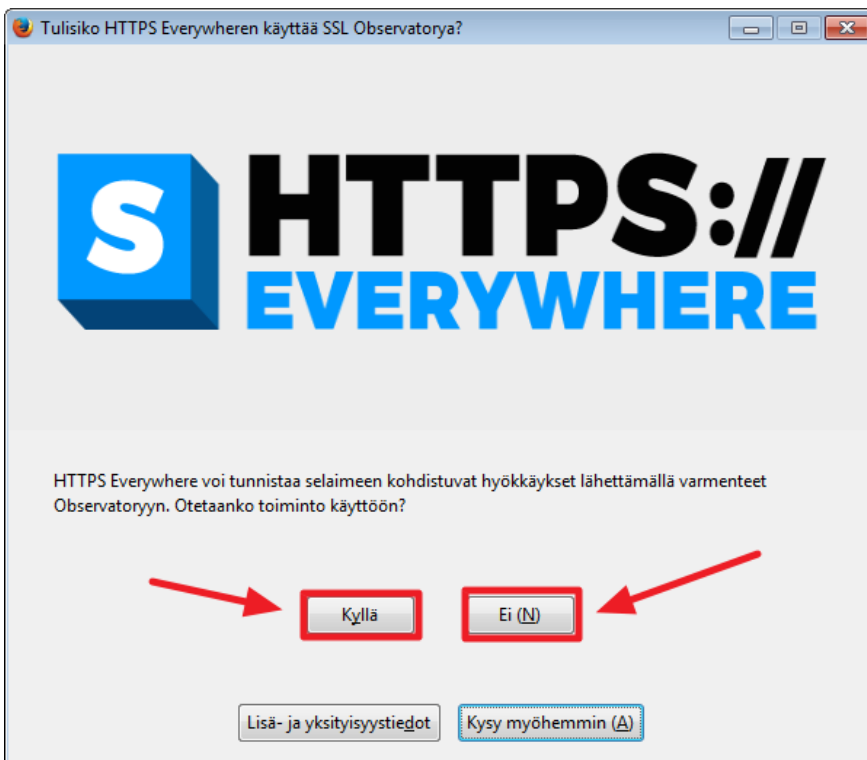 Tulisiko HTTPS Everywheren käyttää SSL Observatorya?
S HTTPS://
EVERYWHERE
HTTPS Everywhere voi tunnistaa selaimeen kohdistuvat hyökkäykset lähettämällä varmenteet
Observatoryyn. Otetaanko toiminto käyttöön?
Kyllä Ei (N)
Lisä- ja yksityisyystiedot Kysy myöhemmin (A)